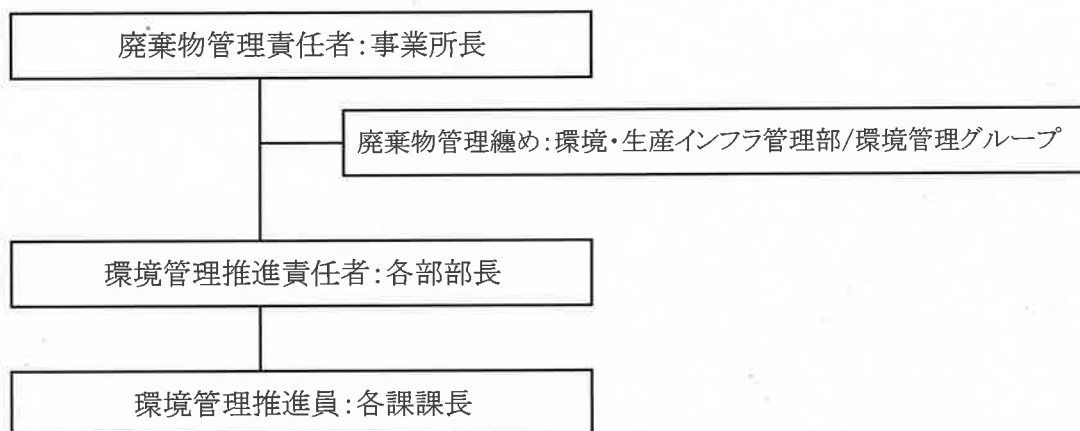 廃棄物管理責任者:事業所長
廃棄物管理纏め:環境・生産インフラ管理部/環境管理グループ
環境管理推進責任者:各部部長
環境管理推進員:各課課長